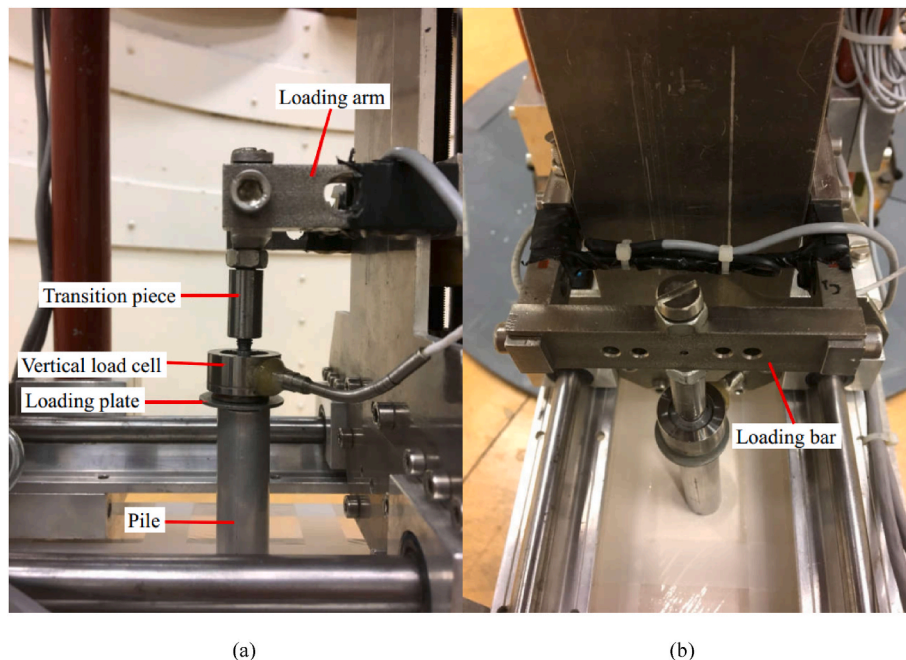 Loading arm
Transition piece
Vertical load cell
Loading plate
Pile
Loading bar
(a)
(b)